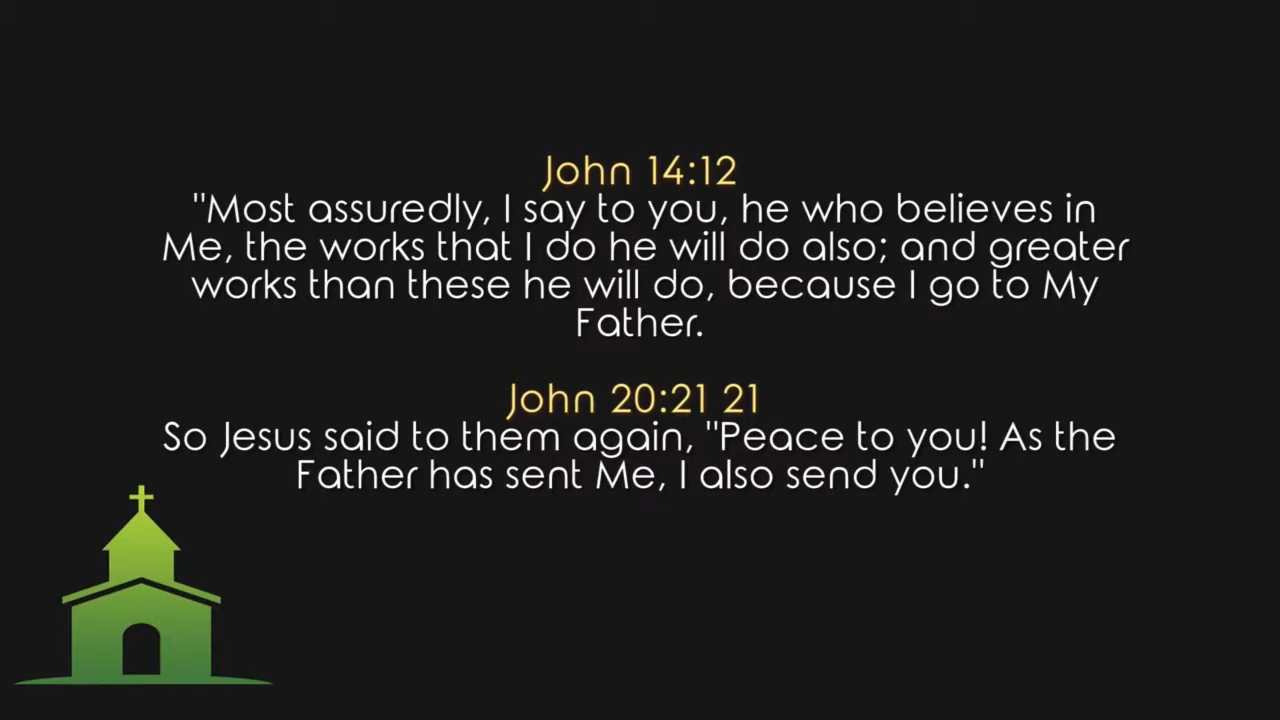 John 14:12
"Most assuredly, I say to you, he who believes in
Me, the works that I do he will do also; and greater
works than these he will do, because I go to My
Father.
John 20:21 21
So Jesus said to them again, "Peace to you! As the
Father has sent Me, I also send you."